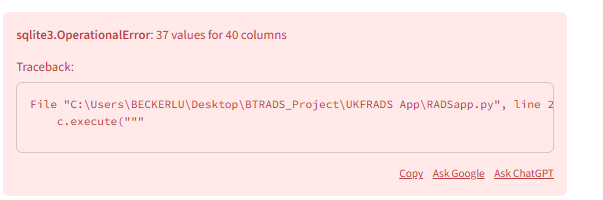 sqlite3.OperationalError: 37 values for 40 columns
Traceback:
File "C:\Users\BECKERLU\Desktop\BTRADS_Project\UKFRADS App\RADSapp.py", line 2
c.execute("""
Copy Ask Google Ask ChatGPT